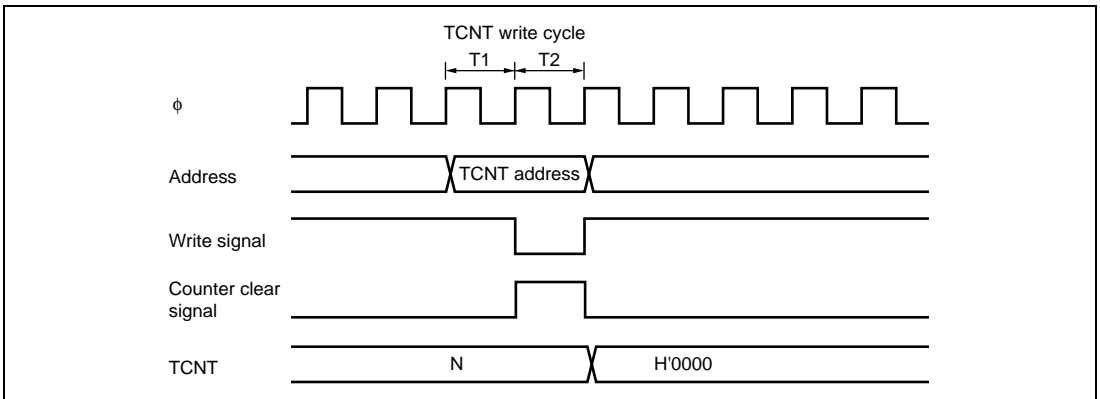 TCNT write cycle
T1 T2
ϕ
Address TCNT address
Write signal
Counter clear
signal
TCNT N H'0000